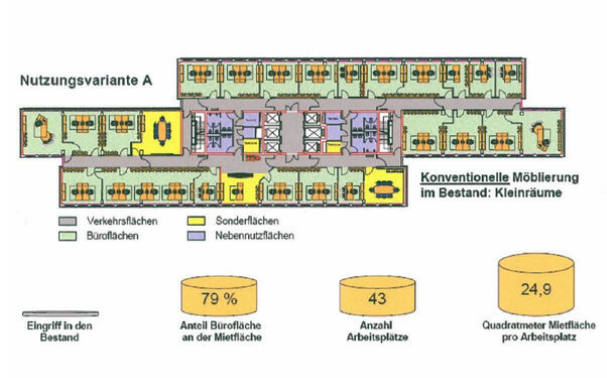 Nutzungsvariante A
Konventionelle Möblierung
im Bestand: Kleinräume
Verkehrsflächen
Sonderflächen
Büroflächen
Nebennutzflächen
79 %
43
24,9
Eingriff in den
Bestand
Anteil Bürofläche
an der Mietfläche
Anzahl
Arbeitsplätze
Quadratmeter Mietfläche
pro Arbeitsplatz